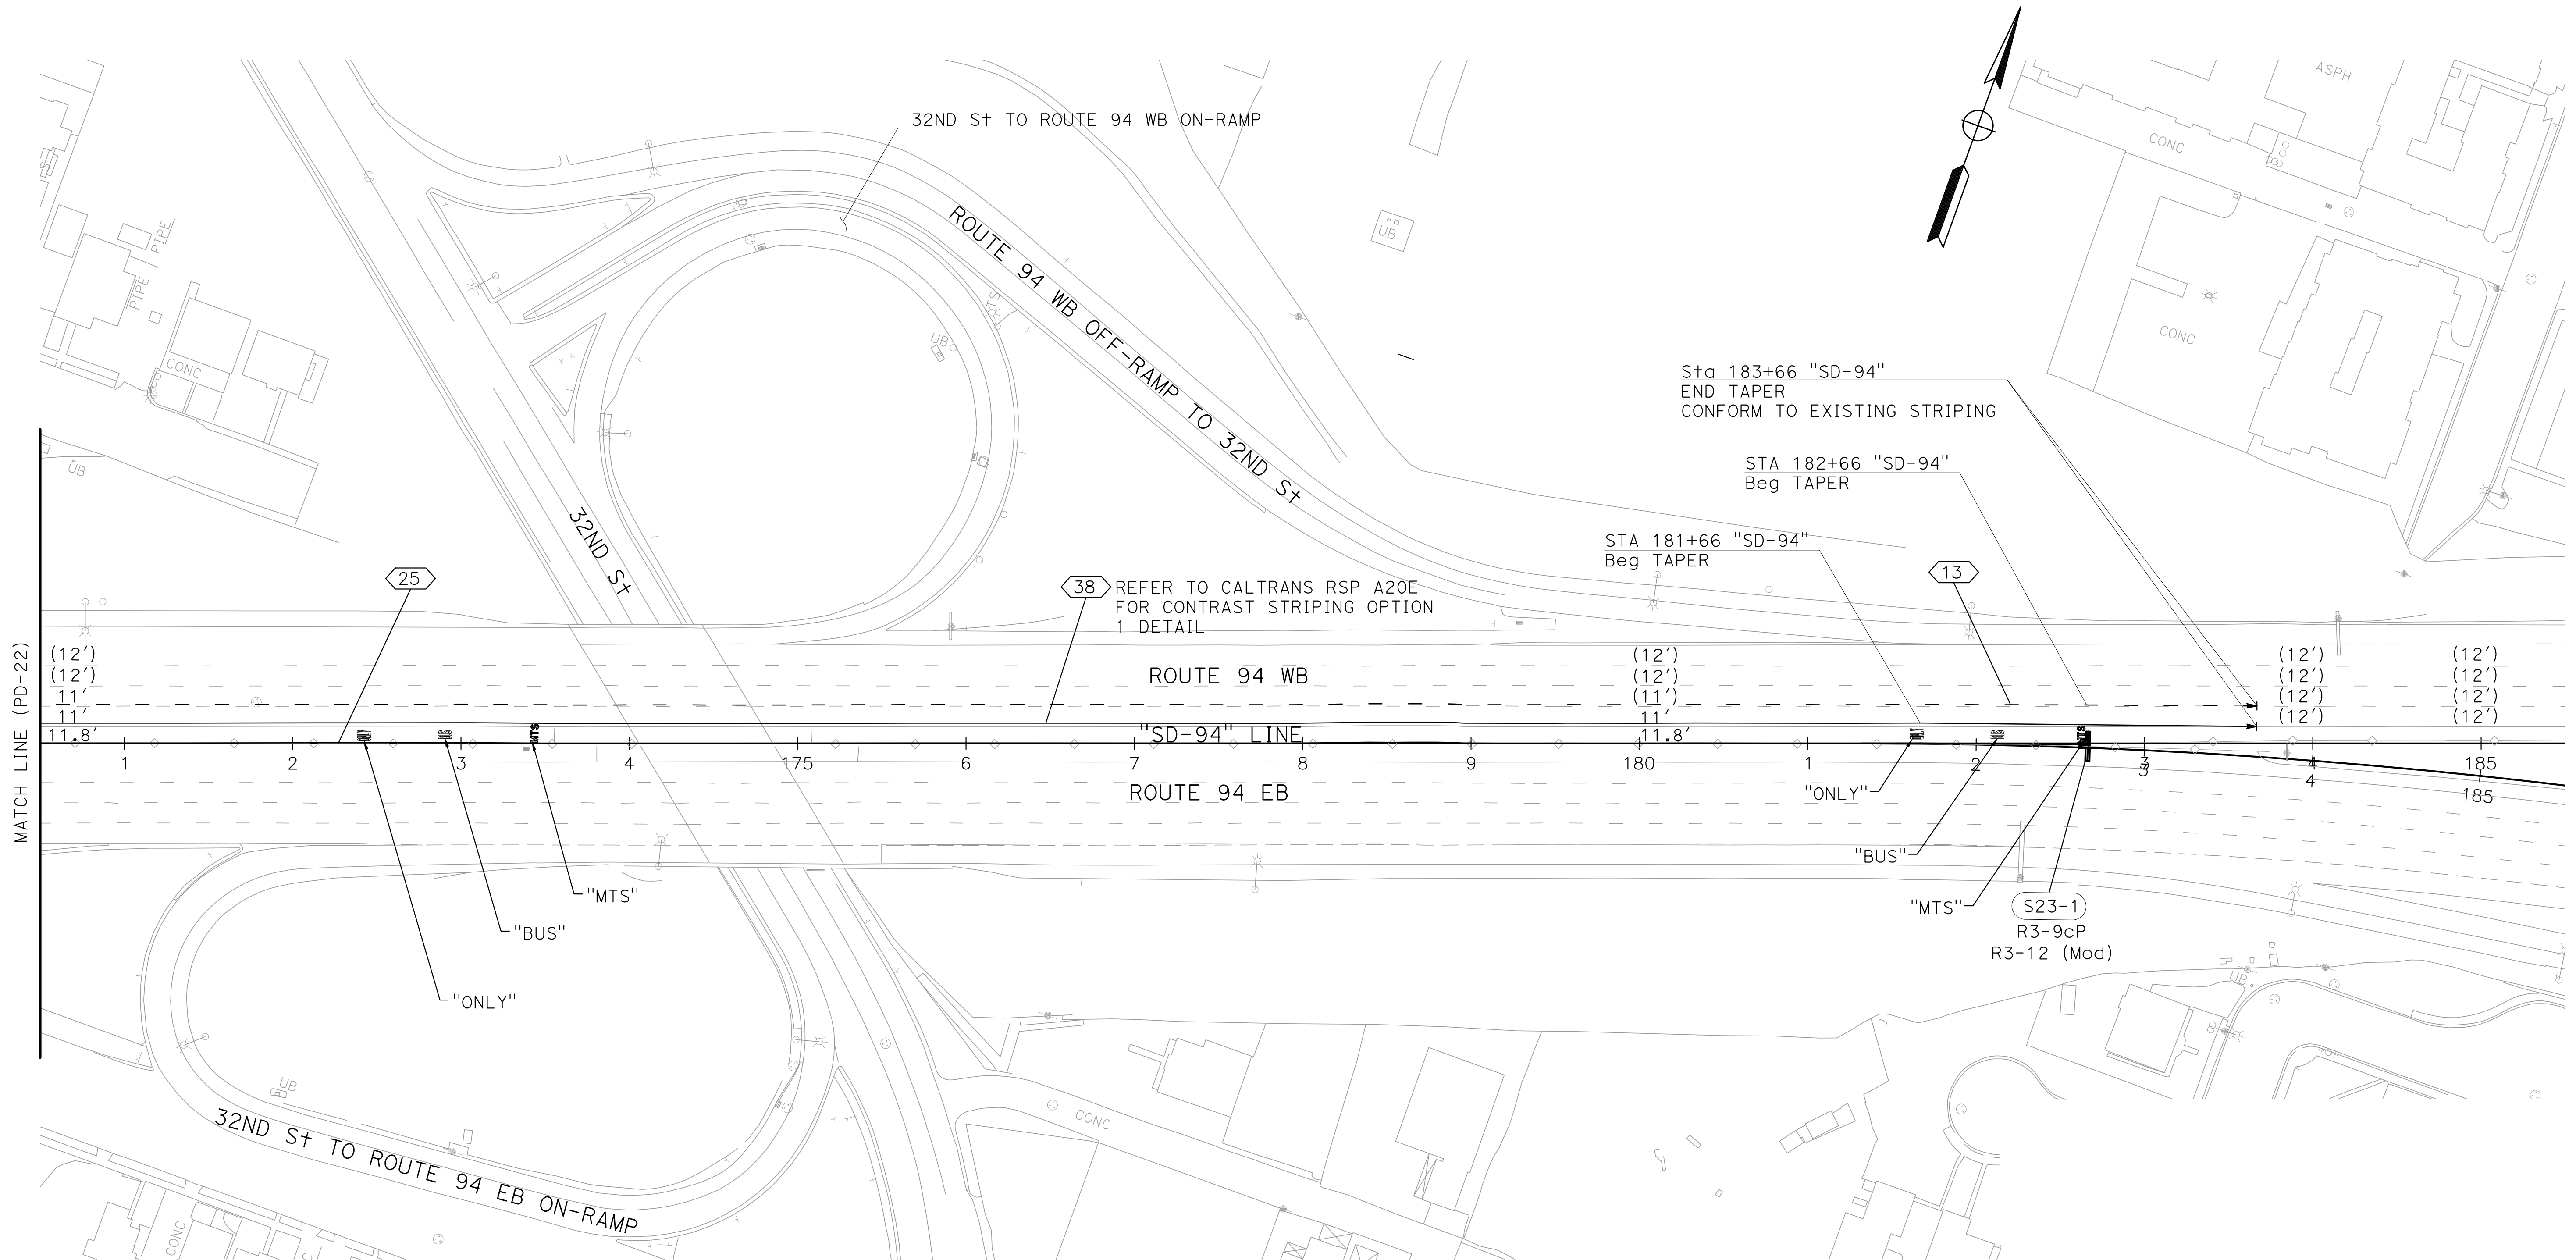 ASPH
CONC
32ND St TO ROUTE 94 WB ON-RAMP
ROUTE 94 WB OFF-RAMP TO 32ND St
UB
PIPE
PIPE
CONC
UB
UB
CONC
Sta 183+66 "SD-94"
END TAPER
CONFORM TO EXISTING STRIPING
STA 182+66 "SD-94"
Beg TAPER
STA 181+66 "SD-94"
Beg TAPER
32ND St
25
38
REFER TO CALTRANS RSP A20E
FOR CONTRAST STRIPING OPTION
1 DETAIL
13
MATCH LINE (PD-22)
(12')
(12')
11'
11'
11.8'
ROUTE 94 WB
(12')
(12')
(11')
11'
11.8'
(12')
(12')
(12')
(12')
(12')
(12')
(12')
(12')
"SD-94" LINE
MTS
MTS
1 2 3 4 175 6 7 8 9 180 1 2 3 4 185
4 185
ROUTE 94 EB
"ONLY"
"BUS"
"MTS"
"MTS"
"BUS"
"ONLY"
S23-1
R3-9cP
R3-12 (Mod)
UB
UB
CONC
32ND St TO ROUTE 94 EB ON-RAMP
CONC